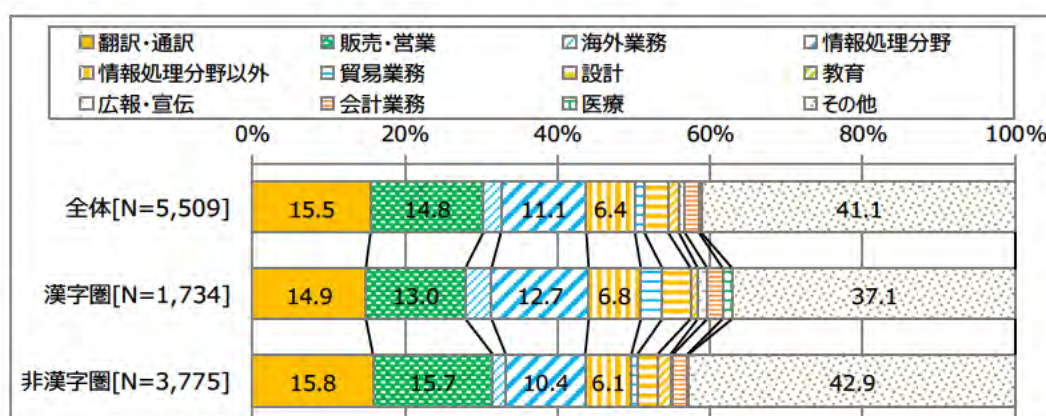 翻訳・通訳 販売・営業 海外業務 情報処理分野
情報処理分野以外 貿易業務 設計 教育
広報・宣伝 会計業務 医療 その他
0% 20% 40% 60% 80% 100%
全体[N=5,509] 15.5 14.8 11.1 6.4 41.1
漢字圏[N=1,734] 14.9 13.0 12.7 6.8 37.1
非漢字圏[N=3,775] 15.8 15.7 10.4 6.1 42.9